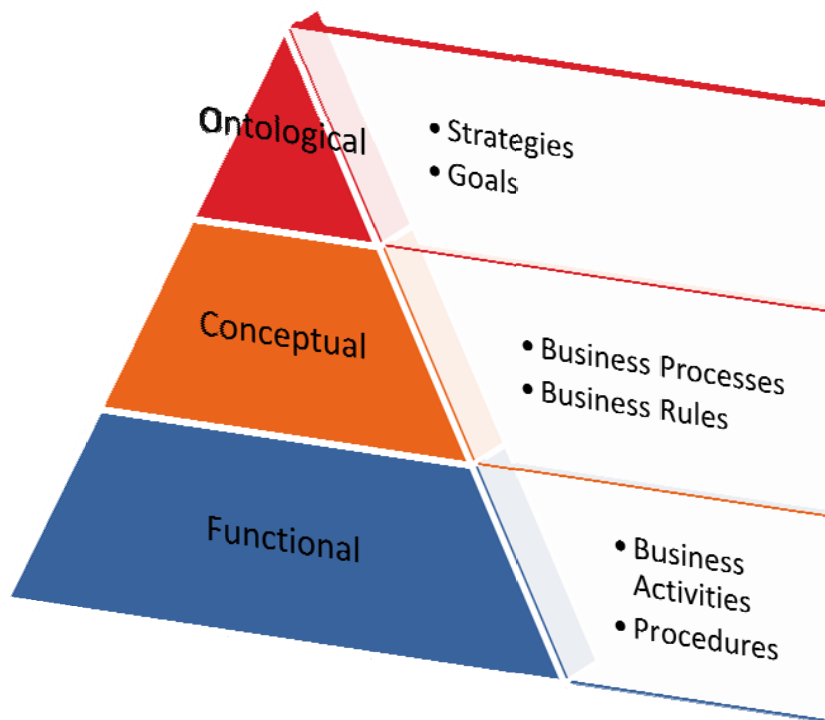 Ontological
• Strategies
• Goals
Conceptual
• Business Processes
• Business Rules
Functional
• Business
Activities
• Procedures